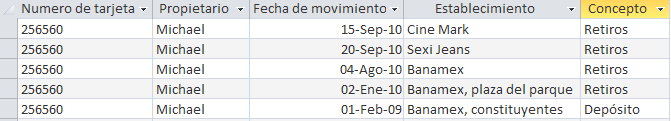 Numero de tarjeta Propietario Fecha de movimiento Establecimiento Concepto
256560 Michael 15-Sep-10 Cine Mark Retiros
256560 Michael 20-Sep-10 Sexi Jeans Retiros
256560 Michael 04-Ago-10 Banamex Retiros
256560 Michael 02-Ene-10 Banamex, plaza del parque Retiros
256560 Michael 01-Feb-09 Banamex, constituyentes Depósito